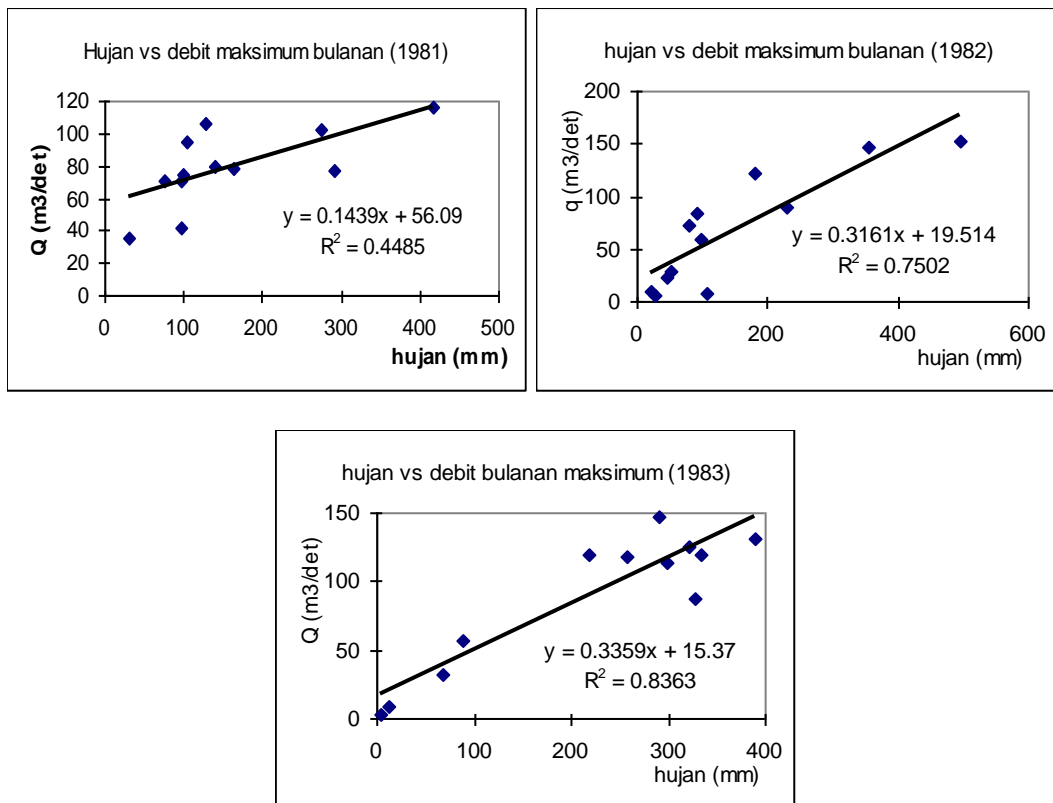 Hujan vs debit maksimum bulanan (1981)
120
100
80
60
40
20
0
Q (m3/det)
y = 0.1439x + 56.09
R² = 0.4485
0 100 200 300 400 500
hujan (mm)
hujan vs debit maksimum bulanan (1982)
200
150
100
50
0
q (m3/det)
y = 0.3161x + 19.514
R² = 0.7502
0 200 400 600
hujan (mm)
hujan vs debit bulanan maksimum (1983)
150
100
50
0
Q (m3/det)
y = 0.3359x + 15.37
R² = 0.8363
0 100 200 300 400
hujan (mm)